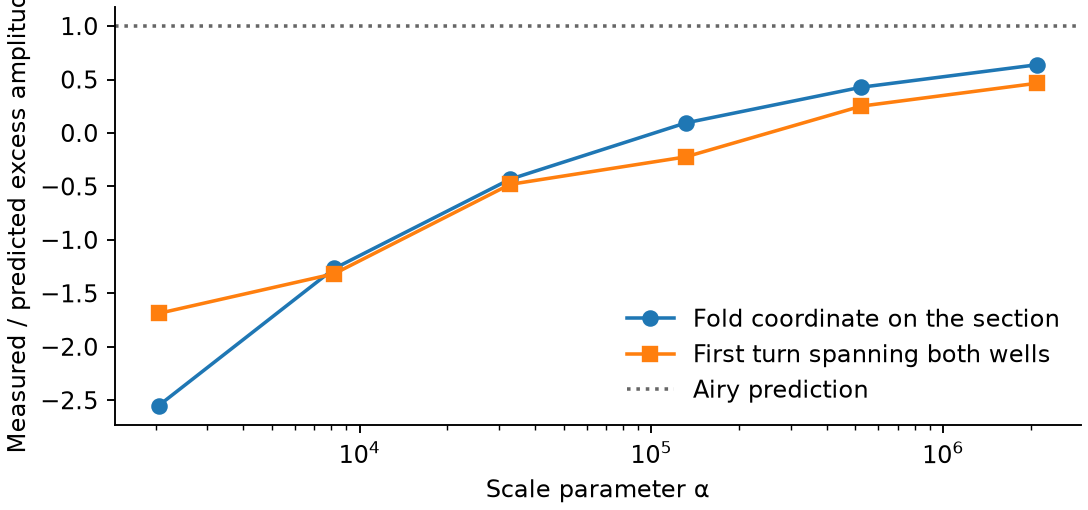 Measured / predicted excess
1.0
0.5
0.0
−0.5
−1.0
−1.5
−2.0
−2.5
Fold coordinate on the section
First turn spanning both wells
Airy prediction
10⁴
10⁵
10⁶
Scale parameter α